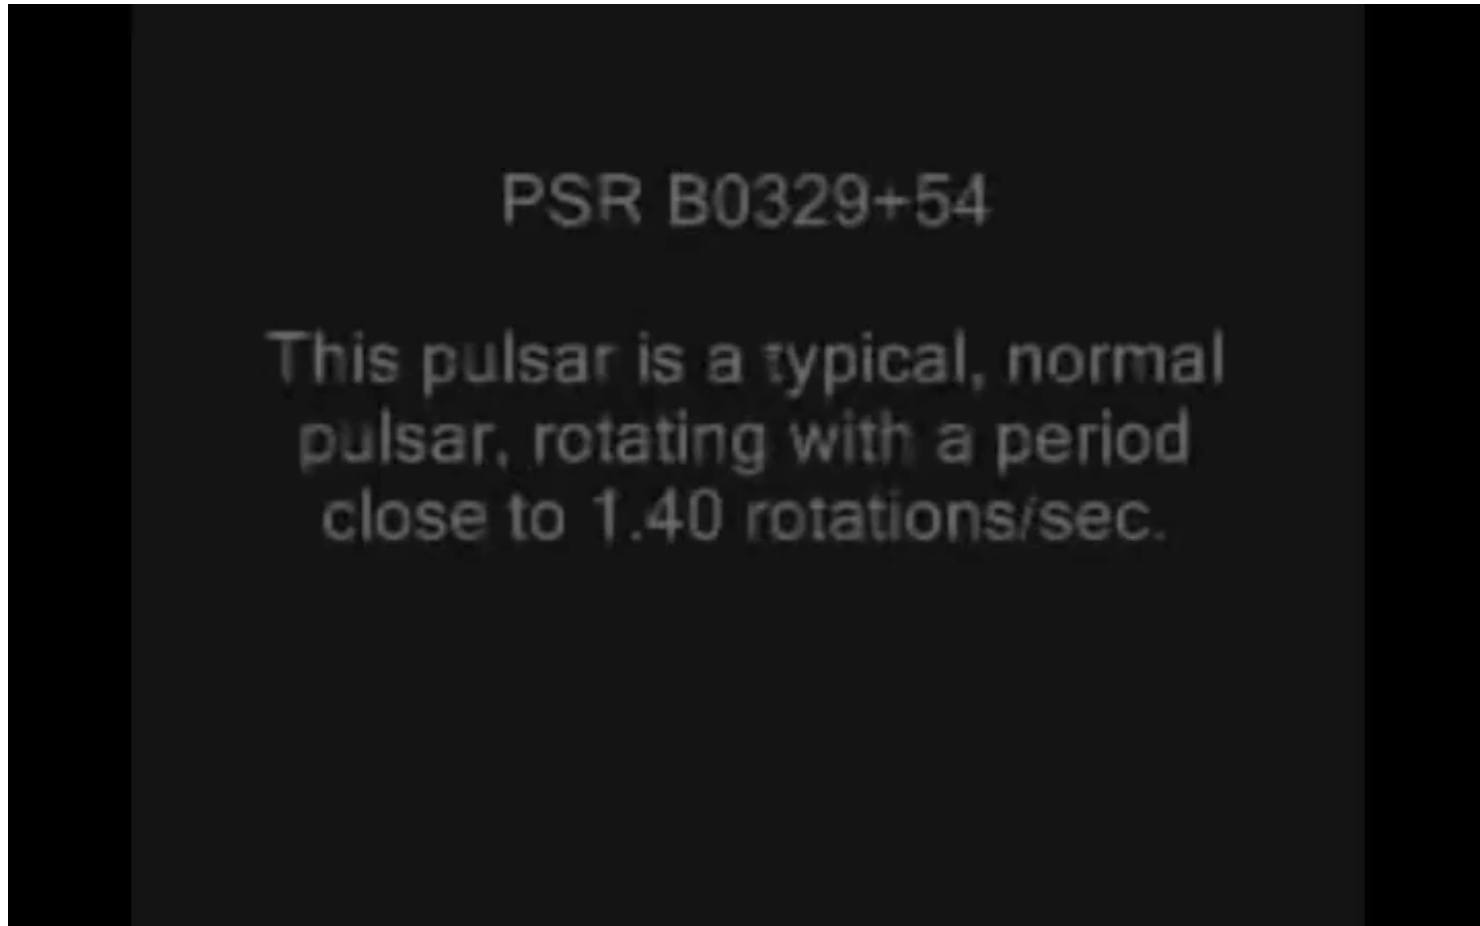 PSR B0329+54
This pulsar is a typical, normal
pulsar, rotating with a period
close to 1.40 rotations/sec.